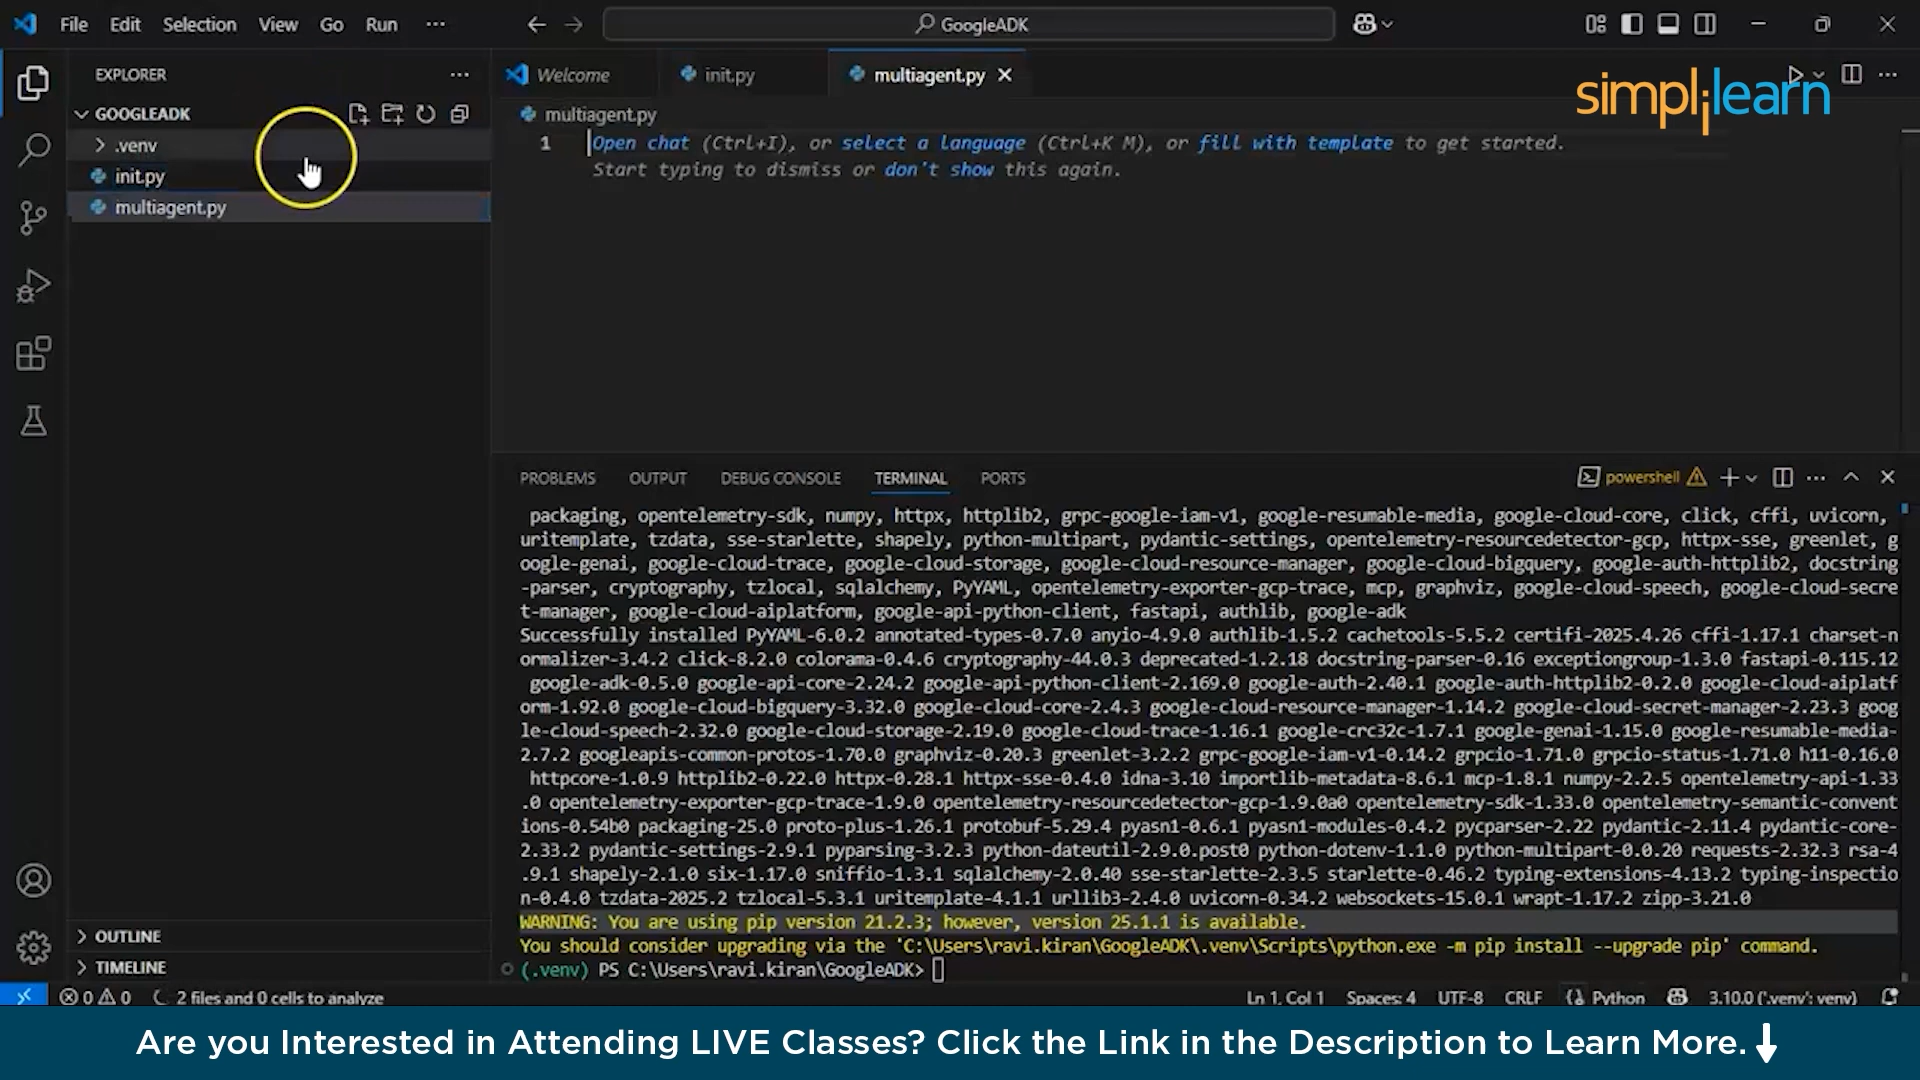 File Edit Selection View Go Run ··· GoogleADK
EXPLORER
GOOGLEADK
.venv
init.py
multiagent.py
OUTLINE
TIMELINE
Welcome init.py multiagent.py
simplilearn
multiagent.py
1 Open chat (Ctrl+I), or select a language (Ctrl+K M), or fill with template to get started.
Start typing to dismiss or don't show this again.
PROBLEMS OUTPUT DEBUG CONSOLE TERMINAL PORTS powershell
packaging, opentelemetry-sdk, numpy, httpx, httplib2, grpc-google-iam-v1, google-resumable-media, google-cloud-core, click, cffi, uvicorn,
uritemplate, tzdata, sse-starlette, shapely, python-multipart, pydantic-settings, opentelemetry-resourcedetector-gcp, httpx-sse, greenlet, g
oogle-genai, google-cloud-trace, google-cloud-storage, google-cloud-resource-manager, google-cloud-bigquery, google-auth-httplib2, docstring
-parser, cryptography, tzlocal, sqlalchemy, PyYAML, opentelemetry-exporter-gcp-trace, mcp, graphviz, google-cloud-speech, google-cloud-secre
t-manager, google-cloud-aiplatform, google-api-python-client, fastapi, authlib, google-adk
Successfully installed PyYAML-6.0.2 annotated-types-0.7.0 anyio-4.9.0 authlib-1.5.2 cachetools-5.5.2 certifi-2025.4.26 cffi-1.17.1 charset-n
ormalizer-3.4.2 click-8.2.0 colorama-0.4.6 cryptography-44.0.3 deprecated-1.2.18 docstring-parser-0.16 exceptiongroup-1.3.0 fastapi-0.115.12
google-adk-0.5.0 google-api-core-2.24.2 google-api-python-client-2.169.0 google-auth-2.40.1 google-auth-httplib2-0.2.0 google-cloud-aiplatf
orm-1.92.0 google-cloud-bigquery-3.32.0 google-cloud-core-2.4.3 google-cloud-resource-manager-1.14.2 google-cloud-secret-manager-2.23.3 goog
le-cloud-speech-2.32.0 google-cloud-storage-2.19.0 google-cloud-trace-1.16.1 google-crc32c-1.7.1 google-genai-1.15.0 google-resumable-media-
2.7.2 googleapis-common-protos-1.70.0 graphviz-0.20.3 greenlet-3.2.2 grpc-google-iam-v1-0.14.2 grpcio-1.71.0 grpcio-status-1.71.0 h11-0.16.0
httpcore-1.0.9 httplib2-0.22.0 httpx-0.28.1 httpx-sse-0.4.0 idna-3.10 importlib-metadata-8.6.1 mcp-1.8.1 numpy-2.2.5 opentelemetry-api-1.33
.0 opentelemetry-exporter-gcp-trace-1.9.0 opentelemetry-resourcedetector-gcp-1.9.0a0 opentelemetry-sdk-1.33.0 opentelemetry-semantic-convent
ions-0.54b0 packaging-25.0 proto-plus-1.26.1 protobuf-5.29.4 pyasn1-0.6.1 pyasn1-modules-0.4.2 pycparser-2.22 pydantic-2.11.4 pydantic-core-
2.33.2 pydantic-settings-2.9.1 pyparsing-3.2.3 python-dateutil-2.9.0.post0 python-dotenv-1.1.0 python-multipart-0.0.20 requests-2.32.3 rsa-4
.9.1 shapely-2.1.0 six-1.17.0 sniffio-1.3.1 sqlalchemy-2.0.40 sse-starlette-2.3.5 starlette-0.46.2 typing-extensions-4.13.2 typing-inspectio
n-0.4.0 tzdata-2025.2 tzlocal-5.3.1 uritemplate-4.1.1 urllib3-2.4.0 uvicorn-0.34.2 websockets-15.0.1 wrapt-1.17.2 zipp-3.21.0
WARNING: You are using pip version 21.2.3; however, version 25.1.1 is available.
You should consider upgrading via the 'C:\Users\ravi.kiran\GoogleADK\.venv\Scripts\python.exe -m pip install --upgrade pip' command.
(.venv) PS C:\Users\ravi.kiran\GoogleADK>
0 0 2 files and 0 cells to analyze Ln 1, Col 1 Spaces: 4 UTF-8 CRLF Python 3.10.0 ('.venv': venv)
Are you Interested in Attending LIVE Classes? Click the Link in the Description to Learn More.